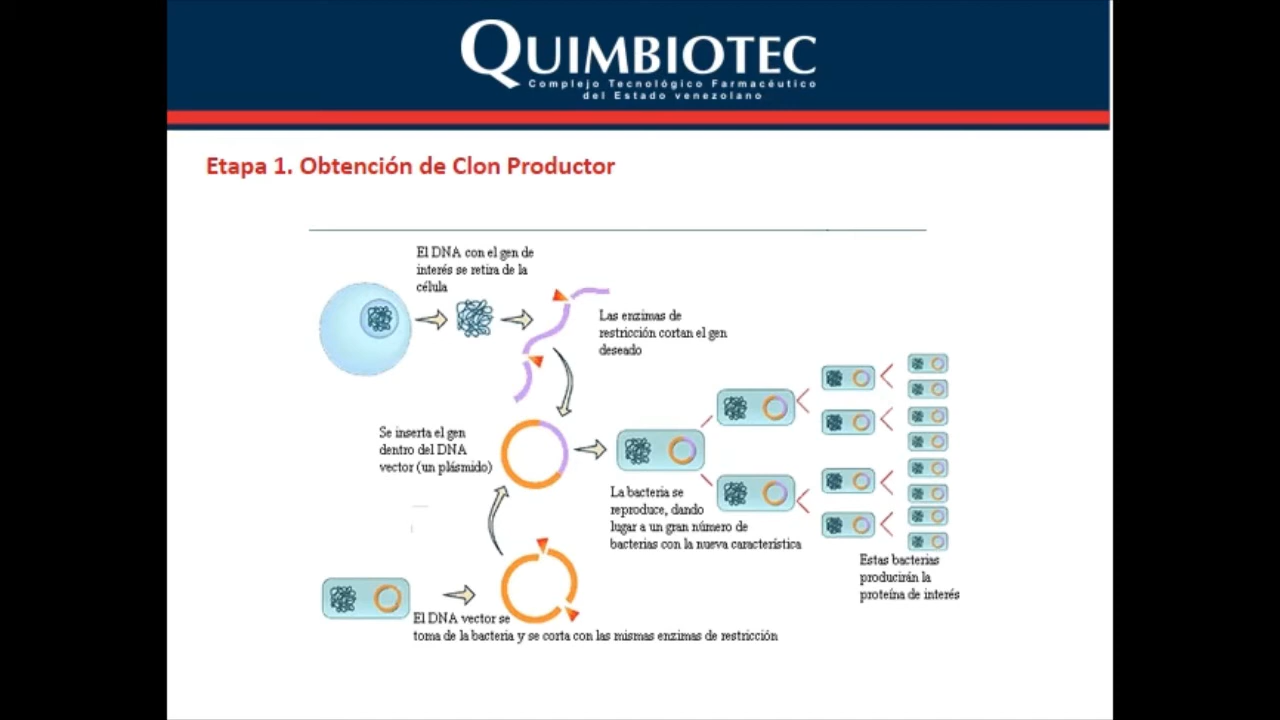 QUIMBIOTEC
Complejo Tecnológico Farmacéutico
del Estado venezolano
Etapa 1. Obtención de Clon Productor
El DNA con el gen de
interés se retira de la
célula
Las enzimas de
restricción cortan el gen
deseado
Se inserta el gen
dentro del DNA
vector (un plásmido)
La bacteria se
reproduce, dando
lugar a un gran número de
bacterias con la nueva característica
Estas bacterias
producirán la
proteína de interés
El DNA vector se
toma de la bacteria y se corta con las mismas enzimas de restricción